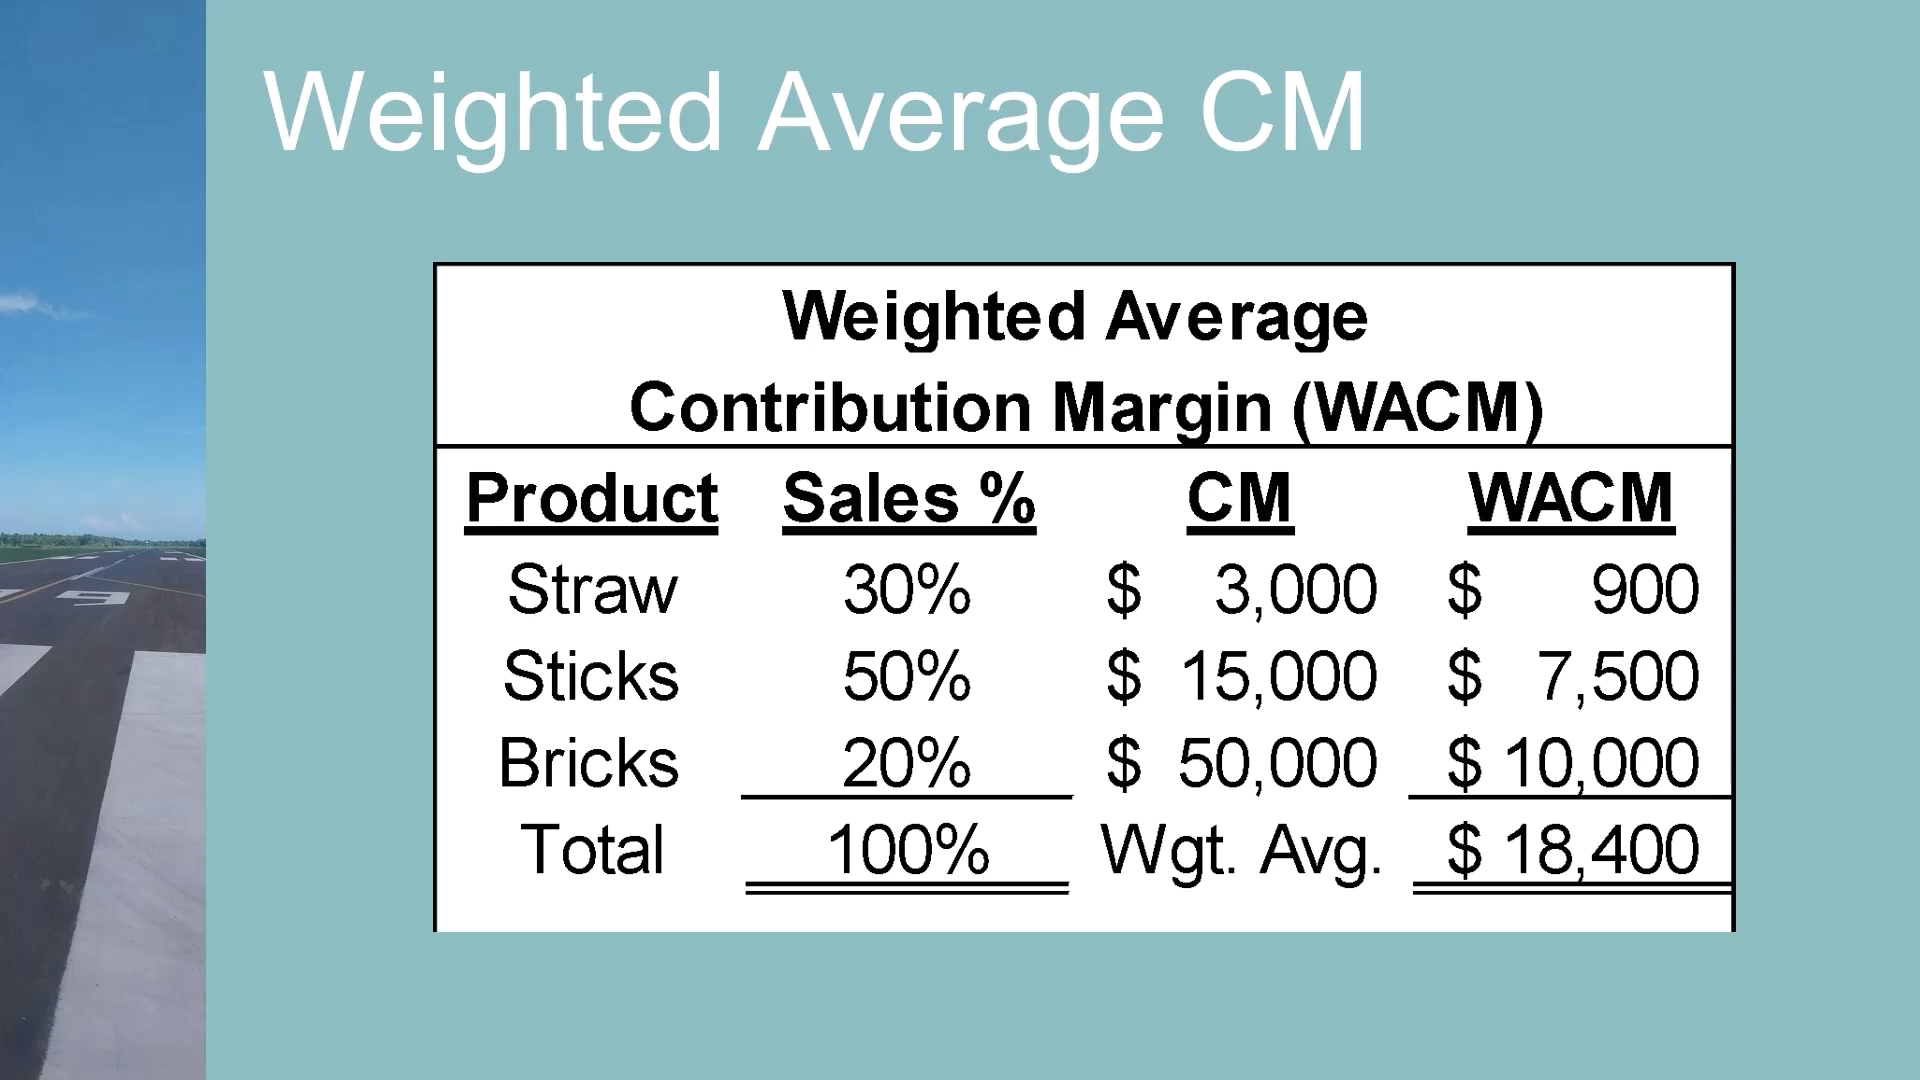 Weighted Average CM
Weighted Average
Contribution Margin (WACM)
Product Sales % CM WACM
Straw 30% $ 3,000 $ 900
Sticks 50% $ 15,000 $ 7,500
Bricks 20% $ 50,000 $ 10,000
Total 100% Wgt. Avg. $ 18,400